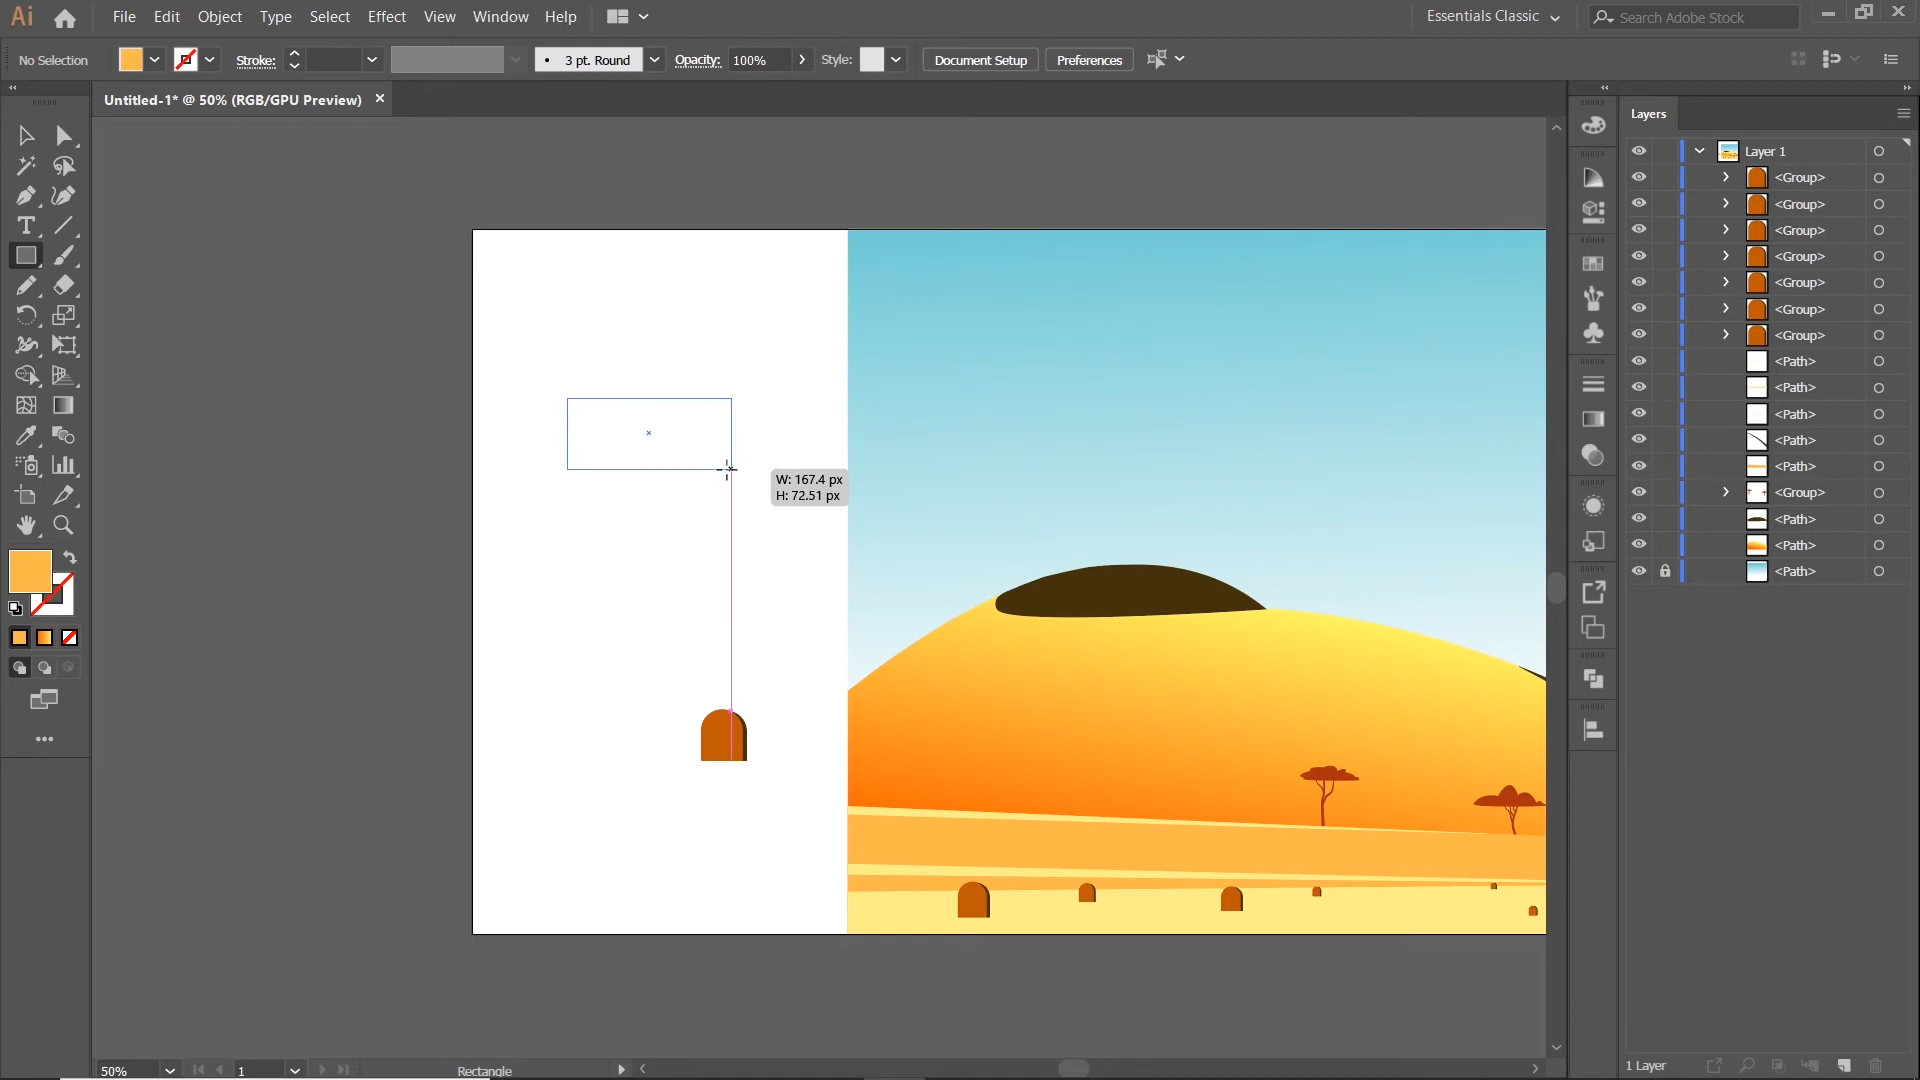 Ai
File Edit Object Type Select Effect View Window Help
Essentials Classic
Search Adobe Stock
No Selection
Stroke:
3 pt. Round
Opacity: 100%
Style:
Document Setup
Preferences
Untitled-1* @ 50% (RGB/GPU Preview)
W: 167.4 px
H: 72.51 px
Layers
Layer 1
<Group>
<Group>
<Group>
<Group>
<Group>
<Group>
<Group>
<Path>
<Path>
<Path>
<Path>
<Path>
<Group>
<Path>
<Path>
<Path>
50%
1
Rectangle
1 Layer